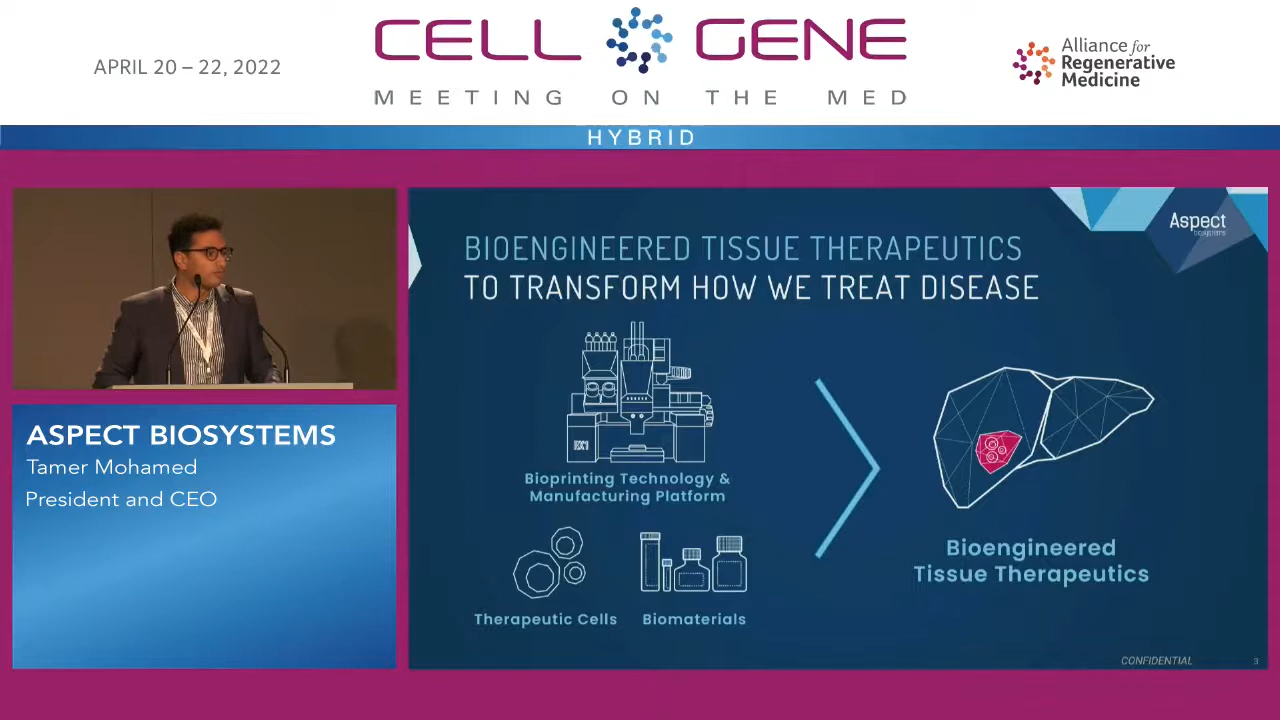 APRIL 20 – 22, 2022
CELL GENE
MEETING ON THE MED
Alliance for
Regenerative
Medicine
HYBRID
ASPECT BIOSYSTEMS
Tamer Mohamed
President and CEO
Aspect
biosystems
BIOENGINEERED TISSUE THERAPEUTICS
TO TRANSFORM HOW WE TREAT DISEASE
Bioprinting Technology &
Manufacturing Platform
Therapeutic Cells
Biomaterials
Bioengineered
Tissue Therapeutics
CONFIDENTIAL
3